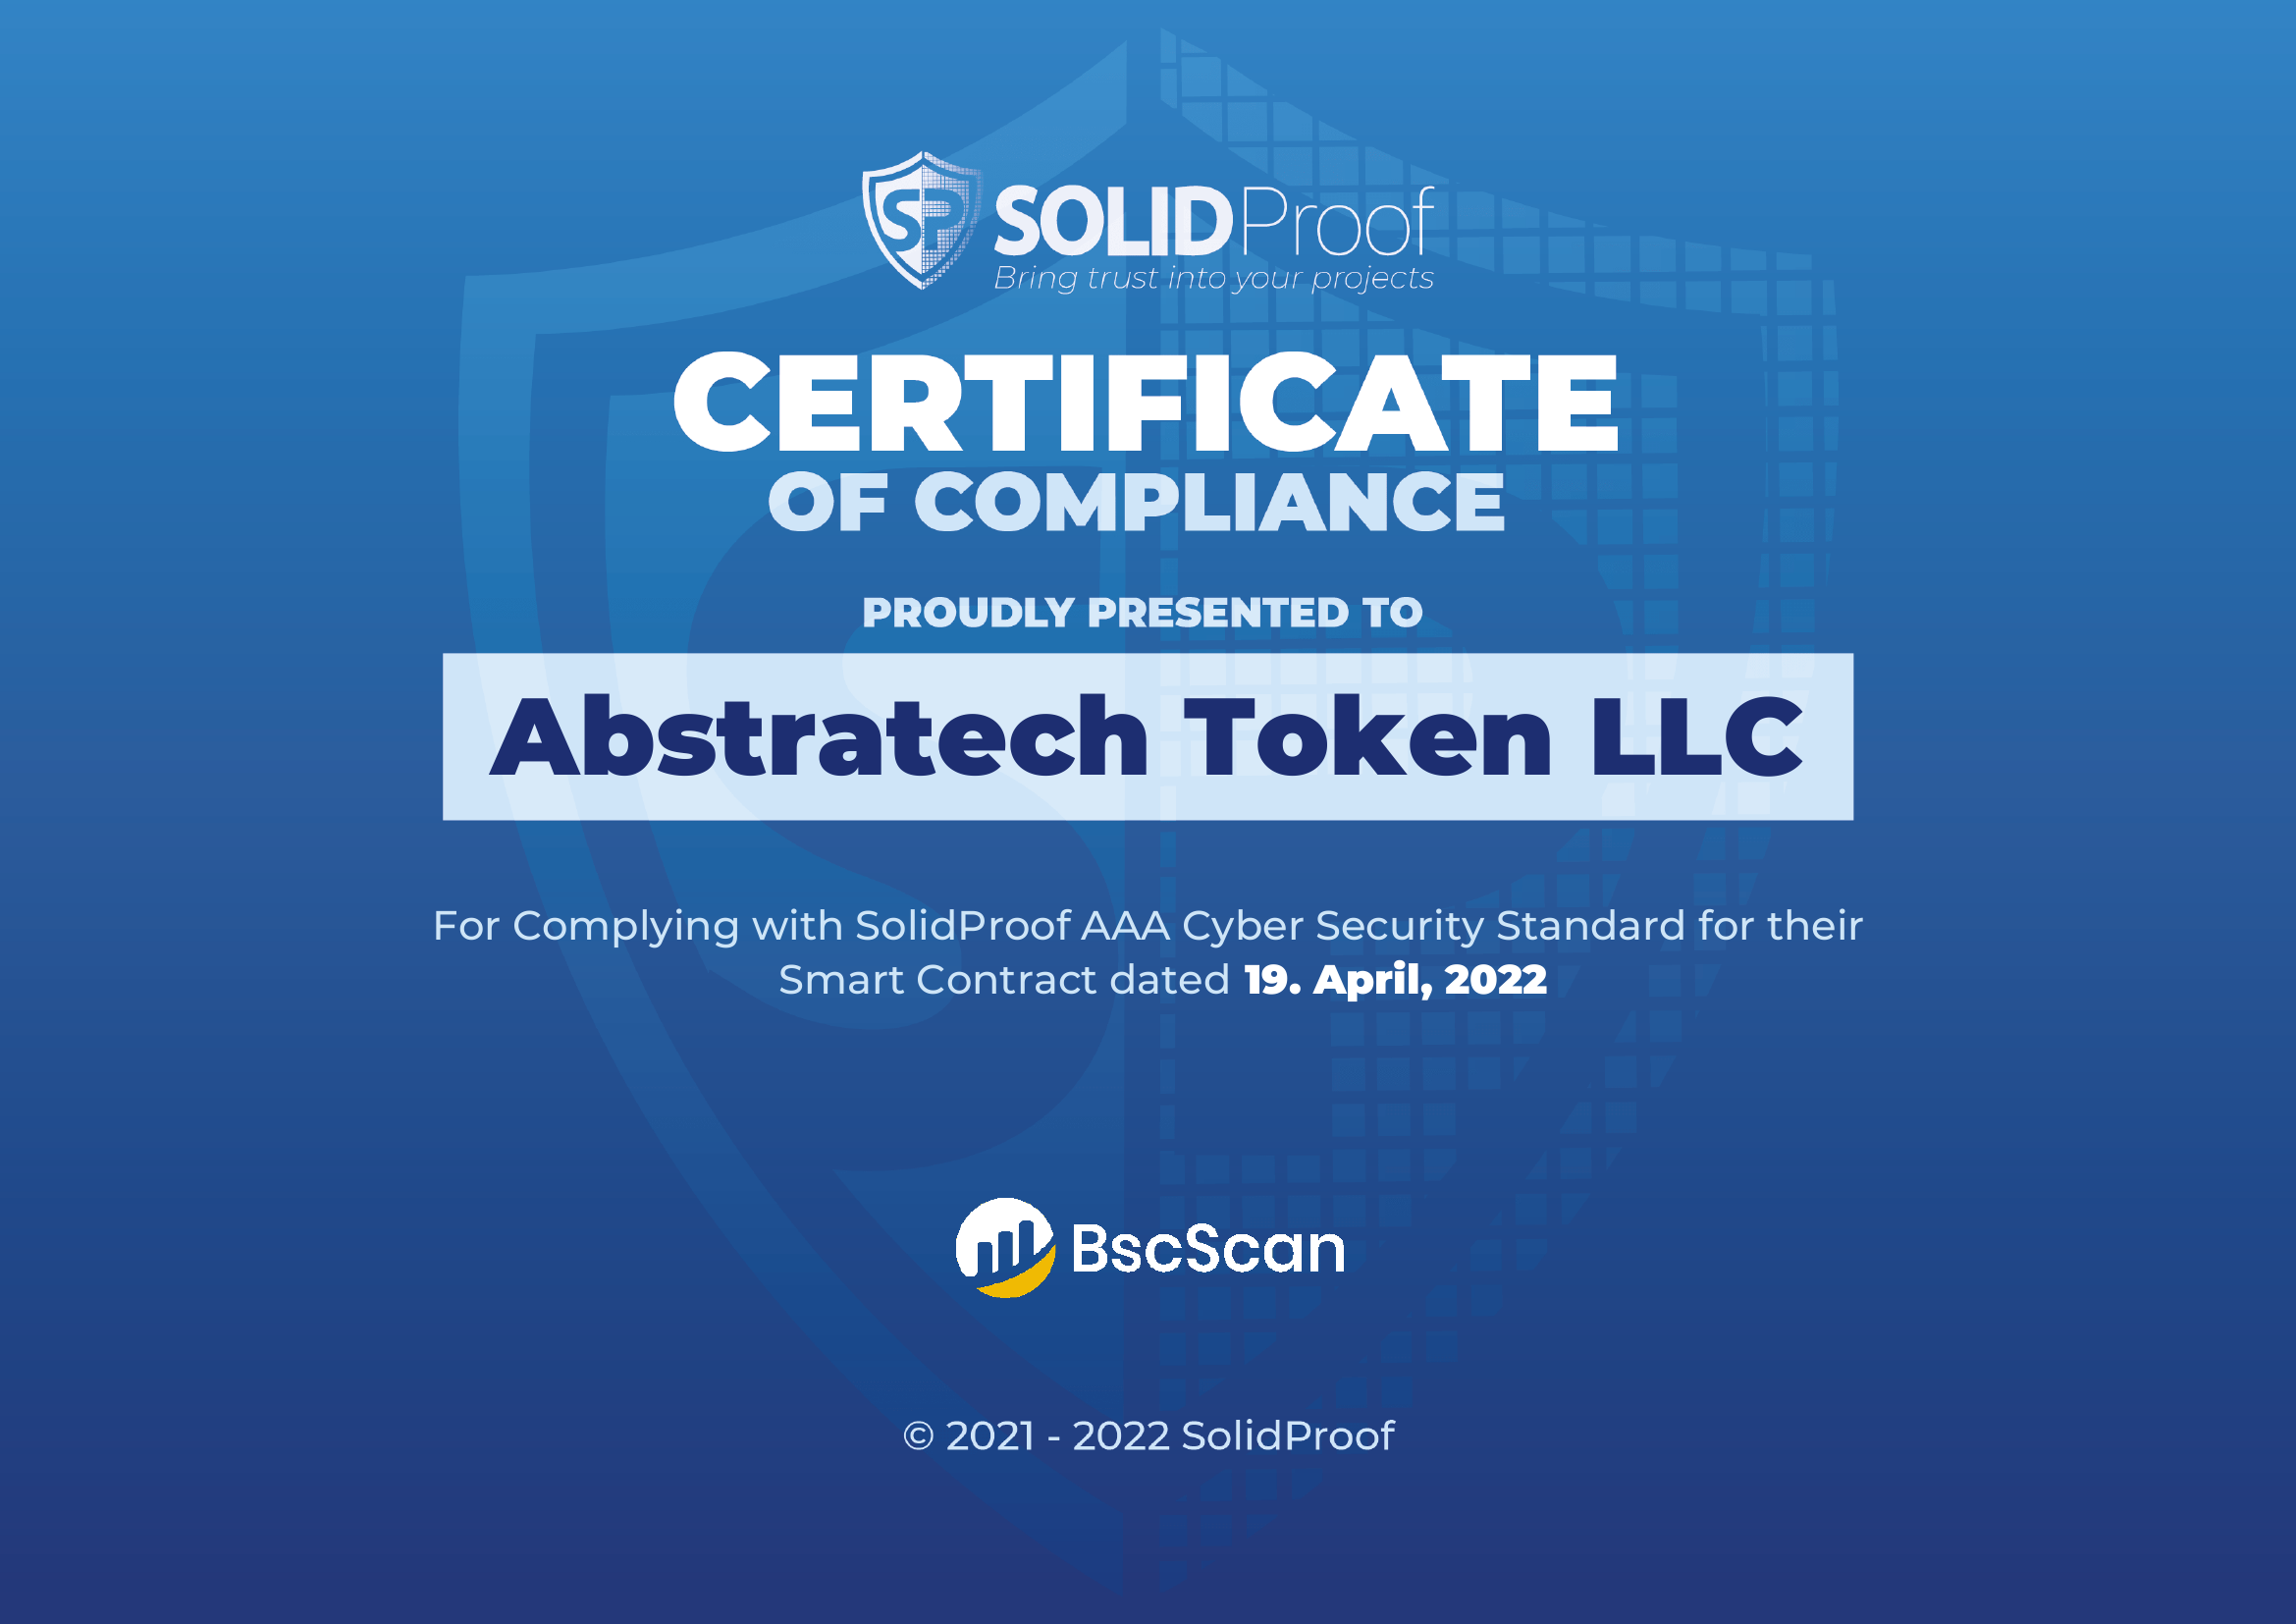 SP SOLIDProof
Bring trust into your projects
CERTIFICATE
OF COMPLIANCE
PROUDLY PRESENTED TO
Abstratech Token LLC
For Complying with SolidProof AAA Cyber Security Standard for their
Smart Contract dated 19. April, 2022
BscScan
© 2021 - 2022 SolidProof